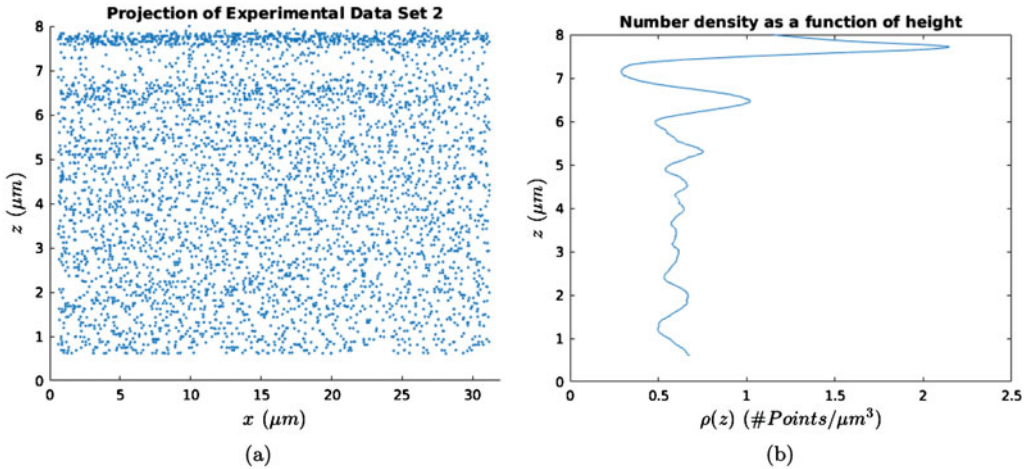 Projection of Experimental Data Set 2
8
7
6
5
4
3
2
1
0
z (μm)
0 5 10 15 20 25 30
x (μm)
(a)
Number density as a function of height
8
7
6
5
4
3
2
1
0
z (μm)
0 0.5 1 1.5 2 2.5
ρ(z) (#Points/μm³)
(b)